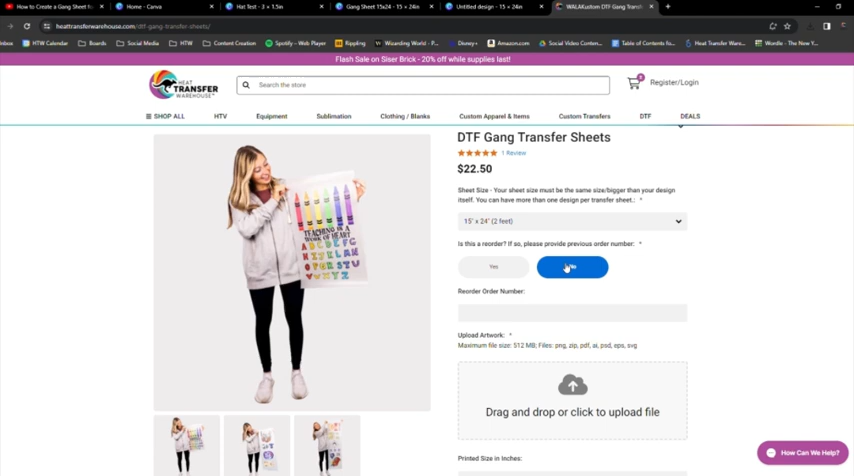 How to Create a Gang Sheet fo
Home - Canva
Hat Test - 3 × 1.5in
Gang Sheet 15x24 - 15 × 24in
Untitled design - 15 × 24in
WALAKustom DTF Gang Transf
heattransferwarehouse.com/dtf-gang-transfer-sheets/
Inbox
HTW Calendar
Boards
Social Media
HTW
Content Creation
Spotify - Web Player
Rippling
Wizarding World - P...
Disney+
Amazon.com
Social Video Conten...
Table of Contents fo...
Heat Transfer Ware...
Wordle - The New Y...
Flash Sale on Siser Brick - 20% off while supplies last!
HEAT
TRANSFER
WAREHOUSE
Search the store
0
Register/Login
SHOP ALL
HTV
Equipment
Sublimation
Clothing / Blanks
Custom Apparel & Items
Custom Transfers
DTF
DEALS
DTF Gang Transfer Sheets
1 Review
$22.50
Sheet Size - Your sheet size must be the same size/bigger than your design
itself. You can have more than one design per transfer sheet.: *
15" x 24" (2 feet)
Is this a reorder? If so, please provide previous order number: *
Yes
No
Reorder Order Number:
Upload Artwork: *
Maximum file size: 512 MB; Files: png, zip, pdf, ai, psd, eps, svg
Drag and drop or click to upload file
Printed Size in Inches:
How Can We Help?
TEACHING IS A
WORK OF HEART